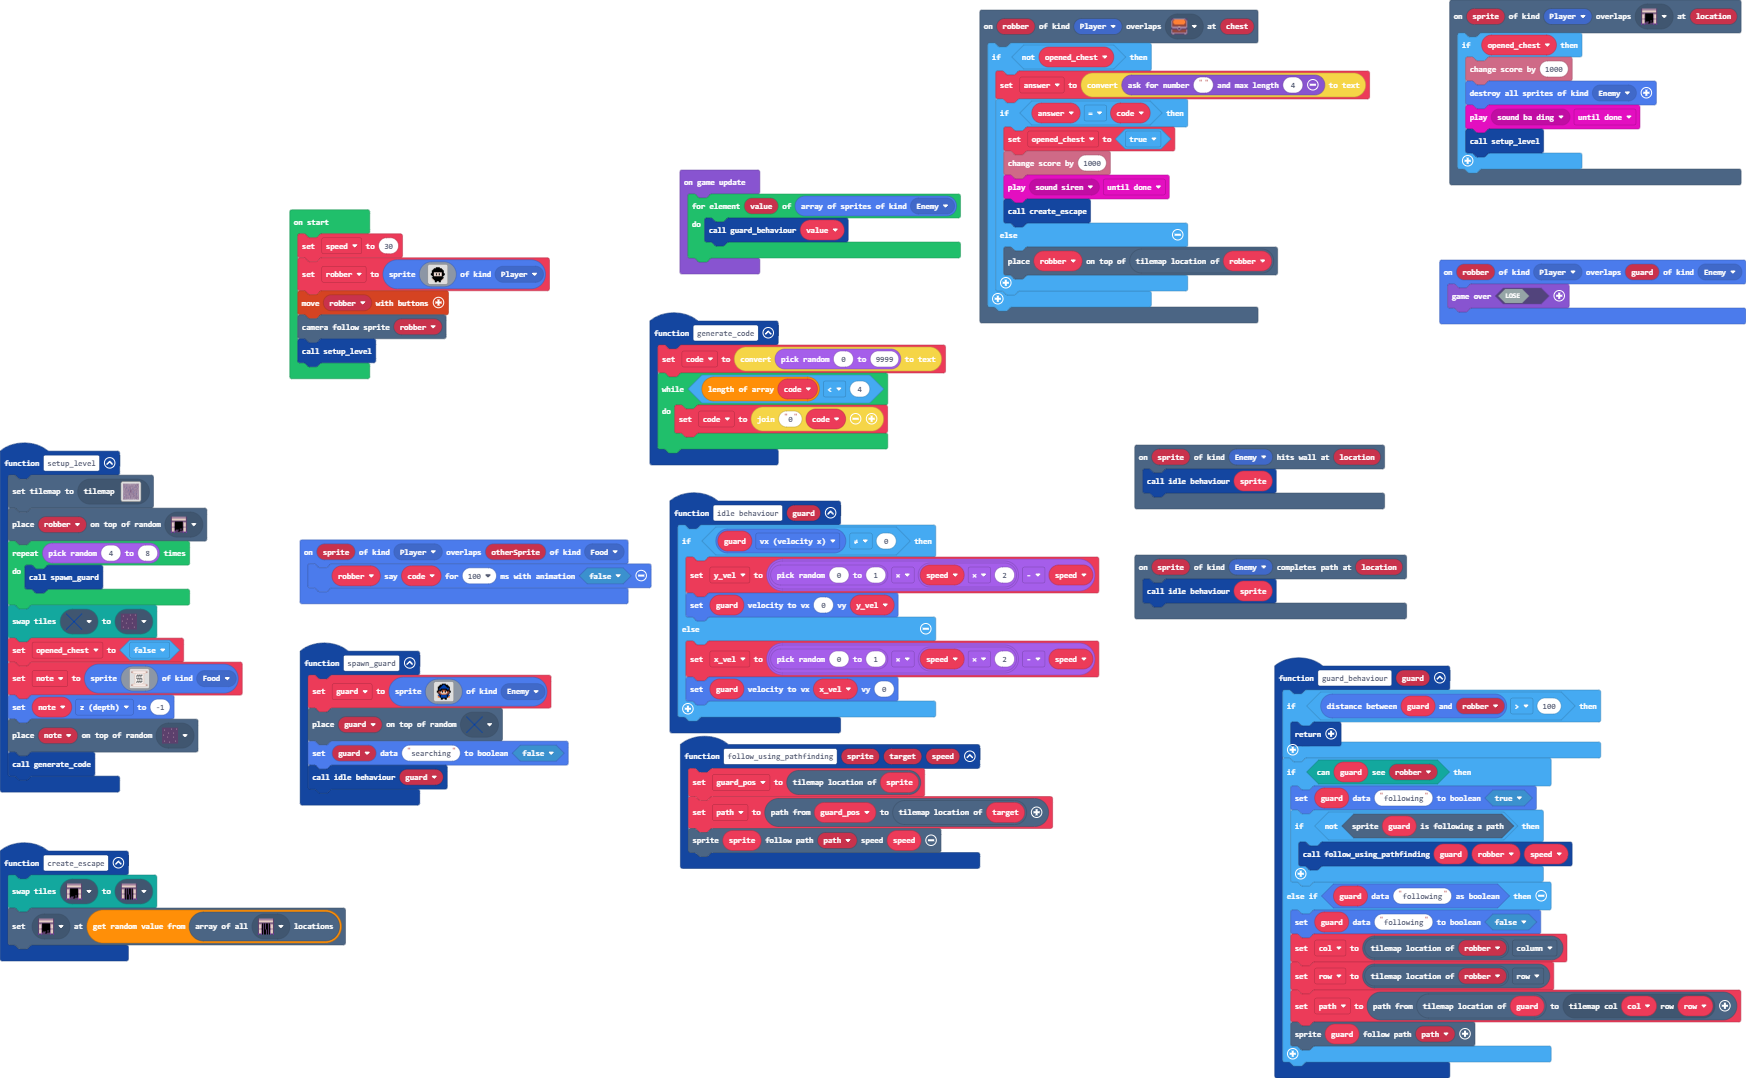 on start
set speed to 30
set robber to sprite of kind Player
move robber with buttons
camera follow sprite robber
call setup_level
function setup_level
set tilemap to tilemap
place robber on top of random
repeat pick random 4 to 8 times
do call spawn_guard
swap tiles to
set opened_chest to false
set note to sprite of kind Food
set note z (depth) to -1
place note on top of random
call generate_code
function create_escape
swap tiles to
set at get random value from array of all locations
on sprite of kind Player overlaps otherSprite of kind Food
robber say code for 100 ms with animation false
function spawn_guard
set guard to sprite of kind Enemy
place guard on top of random
set guard data "searching" to boolean false
call idle behaviour guard
on game update
for element value of array of sprites of kind Enemy
do call guard_behaviour value
function generate_code
set code to convert pick random 0 to 9999 to text
while length of array code < 4
do set code to join "0" code
function idle behaviour guard
if guard vx (velocity x) ≠ 0 then
set y_vel to pick random 0 to 1 × speed × 2 - speed
set guard velocity to vx 0 vy y_vel
else
set x_vel to pick random 0 to 1 × speed × 2 - speed
set guard velocity to vx x_vel vy 0
function follow_using_pathfinding sprite target speed
set guard_pos to tilemap location of sprite
set path to path from guard_pos to tilemap location of target
sprite sprite follow path path speed speed
on robber of kind Player overlaps at chest
if not opened_chest then
set answer to convert ask for number "" and max length 4 to text
if answer = code then
set opened_chest to true
change score by 1000
play sound siren until done
call create_escape
else
place robber on top of tilemap location of robber
on sprite of kind Player overlaps at location
if opened_chest then
change score by 1000
destroy all sprites of kind Enemy
play sound ba ding until done
call setup_level
on robber of kind Player overlaps guard of kind Enemy
game over LOSE
on sprite of kind Enemy hits wall at location
call idle behaviour sprite
on sprite of kind Enemy completes path at location
call idle behaviour sprite
function guard_behaviour guard
if distance between guard and robber > 100 then
return
if can guard see robber then
set guard data "following" to boolean true
if not sprite guard is following a path then
call follow_using_pathfinding guard robber speed
else if guard data "following" as boolean then
set guard data "following" to boolean false
set col to tilemap location of robber column
set row to tilemap location of robber row
set path to path from tilemap location of guard to tilemap col col row row
sprite guard follow path path